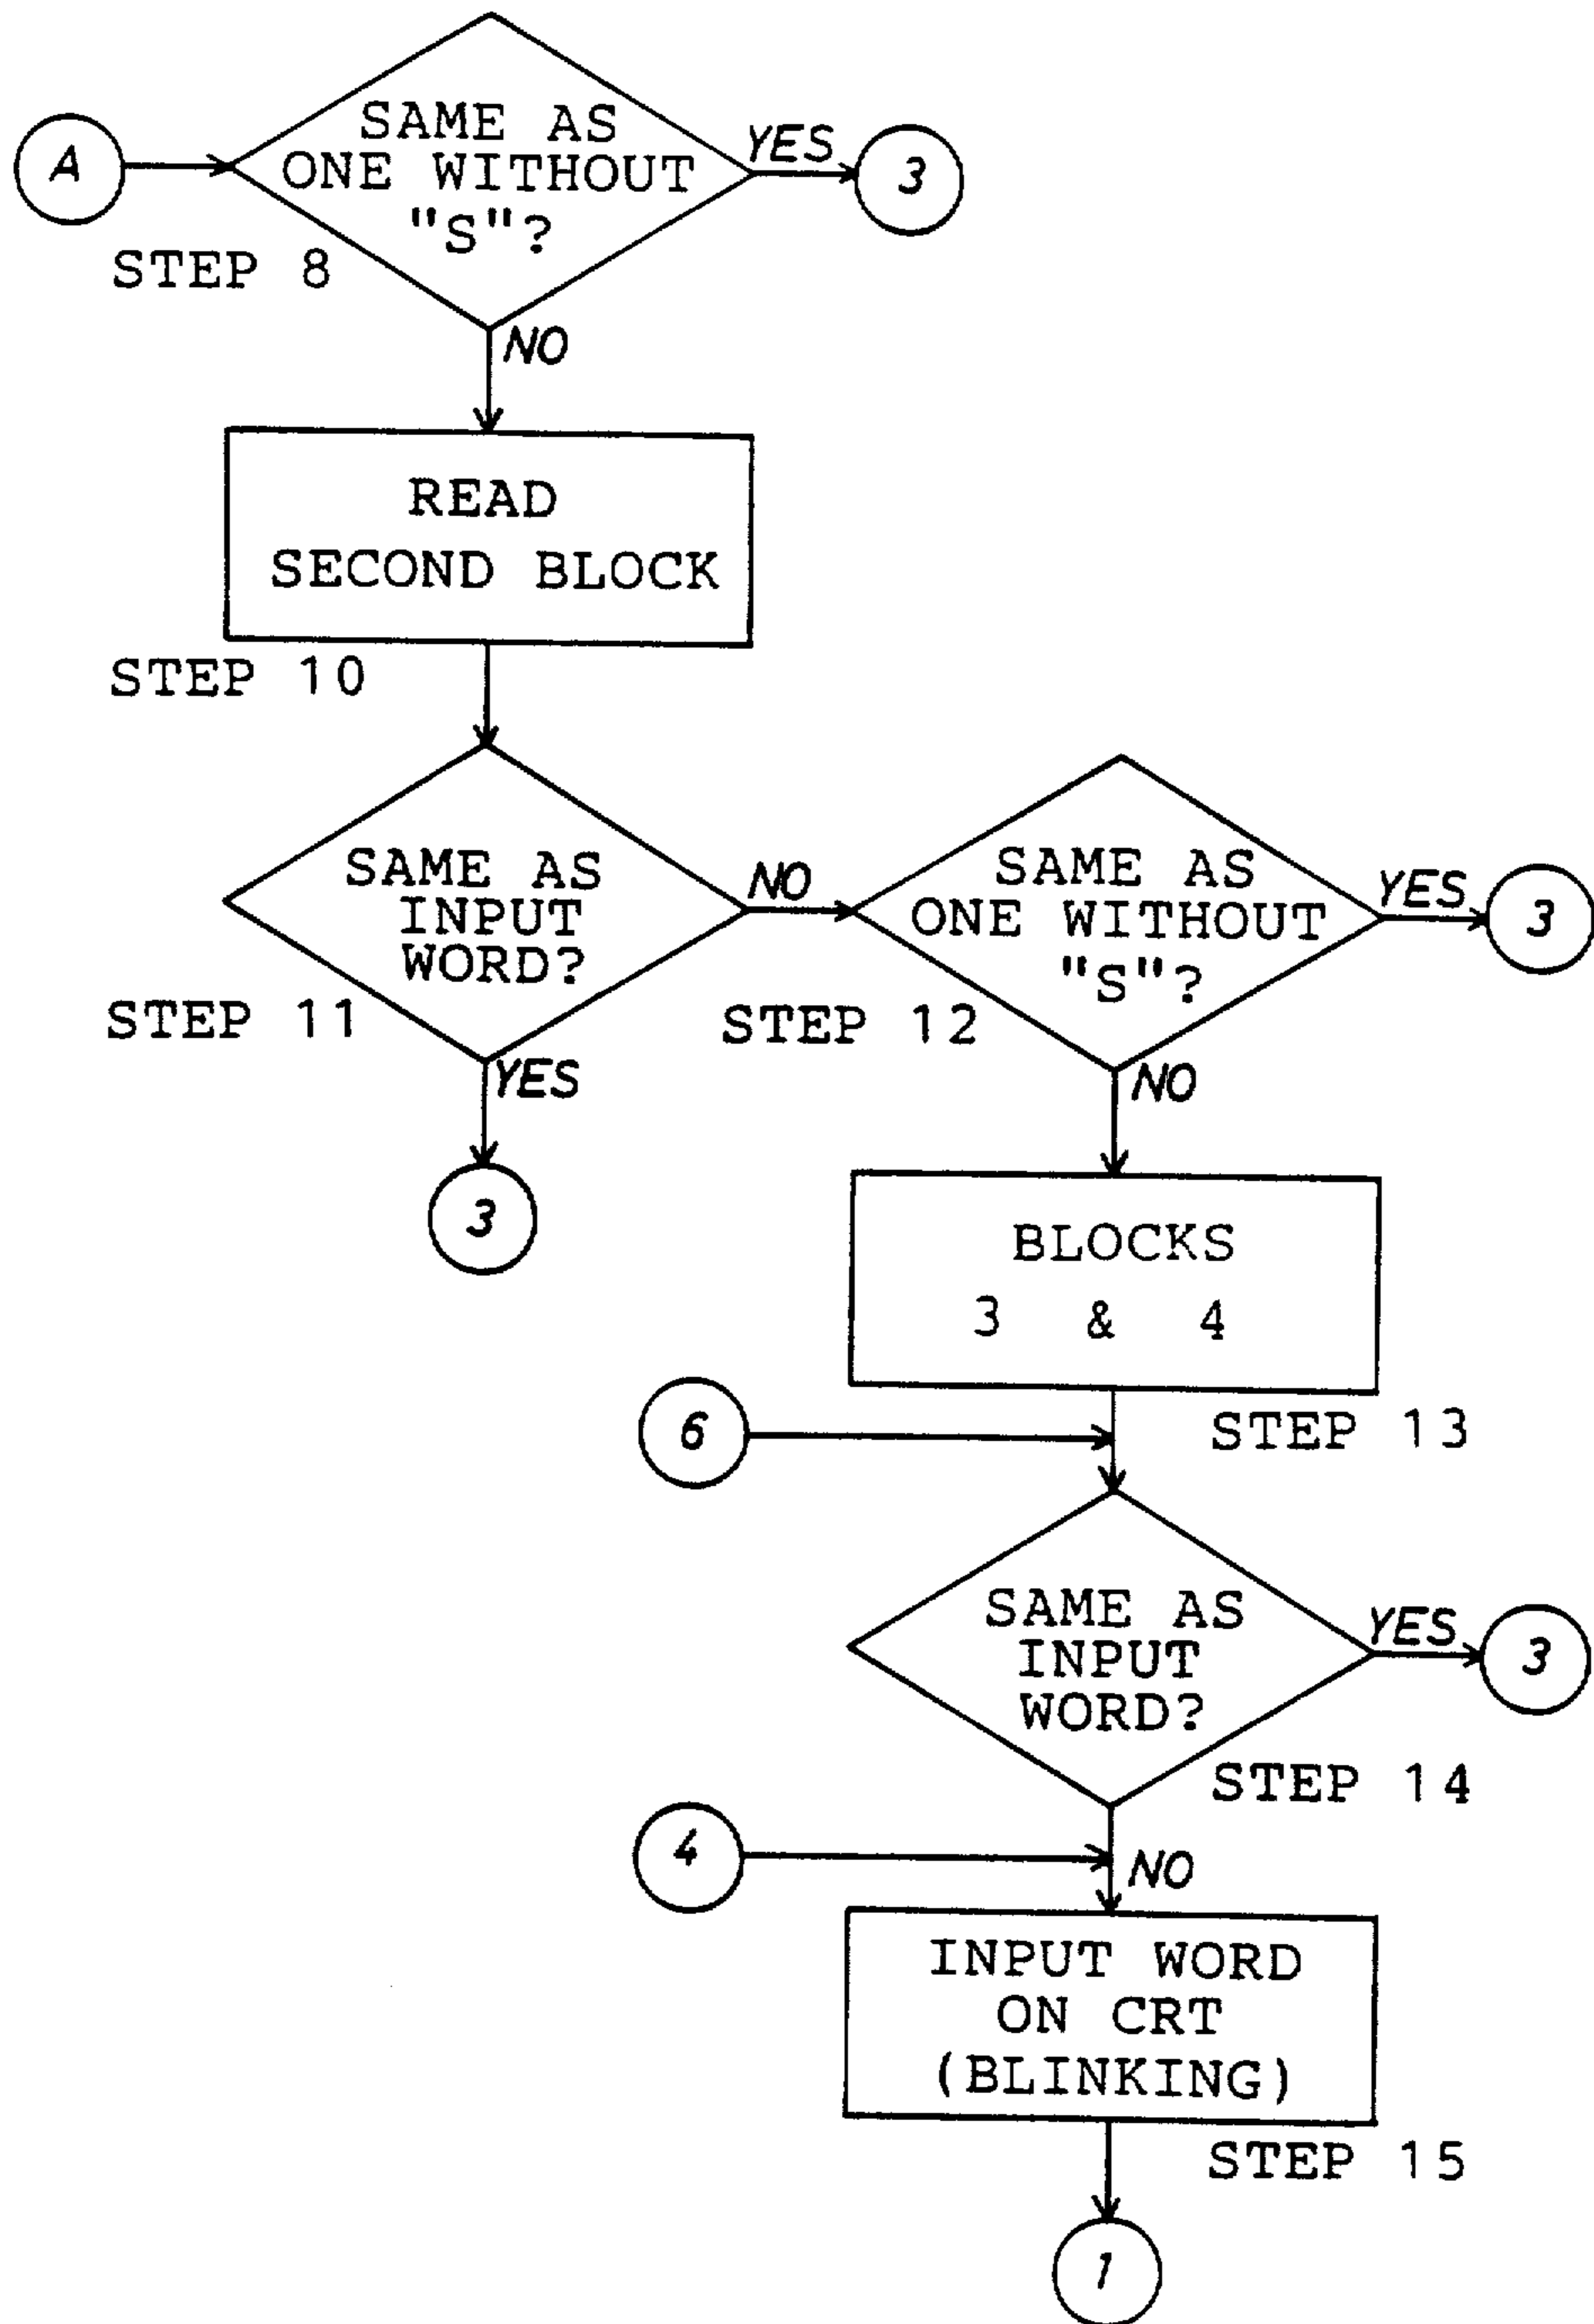 A
SAME AS
ONE WITHOUT
"S"?
YES
3
STEP 8
NO
READ
SECOND BLOCK
STEP 10
SAME AS
INPUT
WORD?
NO
SAME AS
ONE WITHOUT
"S"?
YES
3
STEP 11
STEP 12
YES
NO
3
BLOCKS
3 & 4
6
STEP 13
SAME AS
INPUT
WORD?
YES
3
STEP 14
4
NO
INPUT WORD
ON CRT
(BLINKING)
STEP 15
1